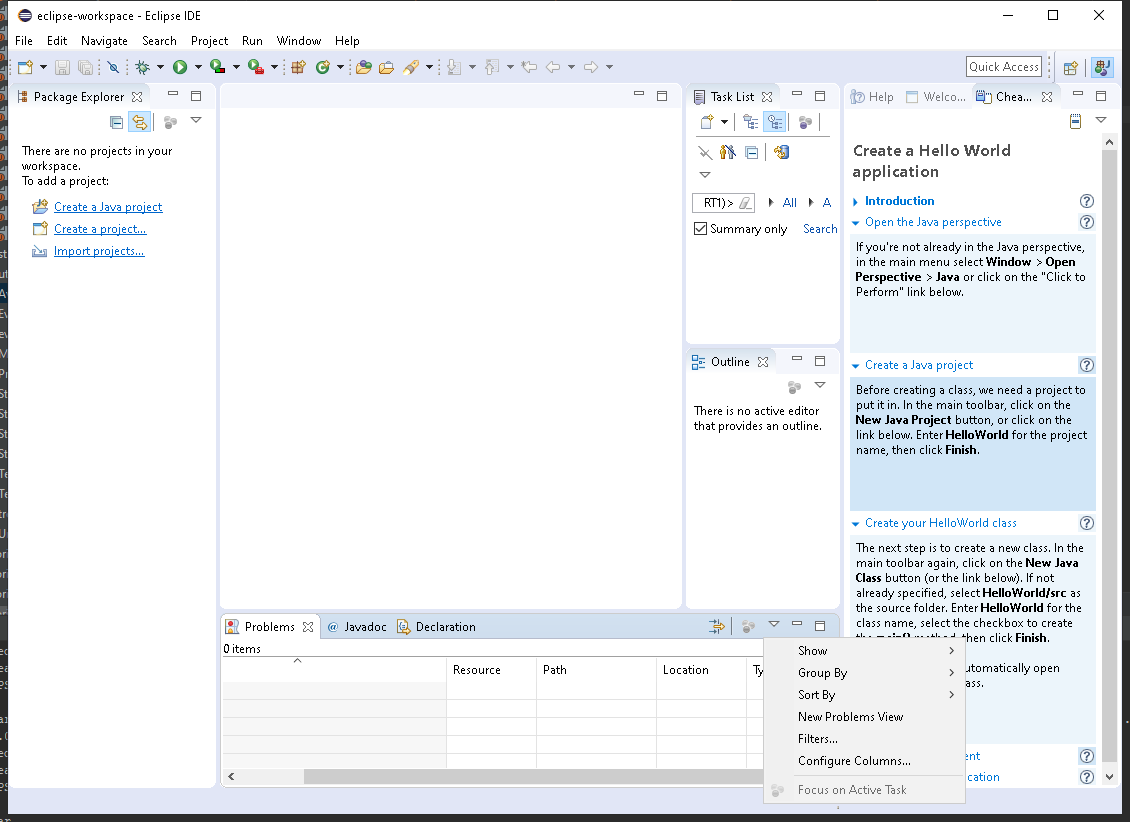 eclipse-workspace - Eclipse IDE
File Edit Navigate Search Project Run Window Help
Quick Access
Package Explorer
There are no projects in your
workspace.
To add a project:
Create a Java project
Create a project...
Import projects...
Task List
RT1)> All A
Summary only Search
Outline
There is no active editor
that provides an outline.
Help Welco... Chea...
Create a Hello World
application
Introduction
Open the Java perspective
If you're not already in the Java perspective,
in the main menu select Window > Open
Perspective > Java or click on the "Click to
Perform" link below.
Create a Java project
Before creating a class, we need a project to
put it in. In the main toolbar, click on the
New Java Project button, or click on the
link below. Enter HelloWorld for the project
name, then click Finish.
Create your HelloWorld class
The next step is to create a new class. In the
main toolbar again, click on the New Java
Class button (or the link below). If not
already specified, select HelloWorld/src as
the source folder. Enter HelloWorld for the
class name, select the checkbox to create
the main() method, then click Finish.
utomatically open
ass.
ent
cation
Problems @ Javadoc Declaration
0 items
Resource Path Location Ty
Show
Group By
Sort By
New Problems View
Filters...
Configure Columns...
Focus on Active Task